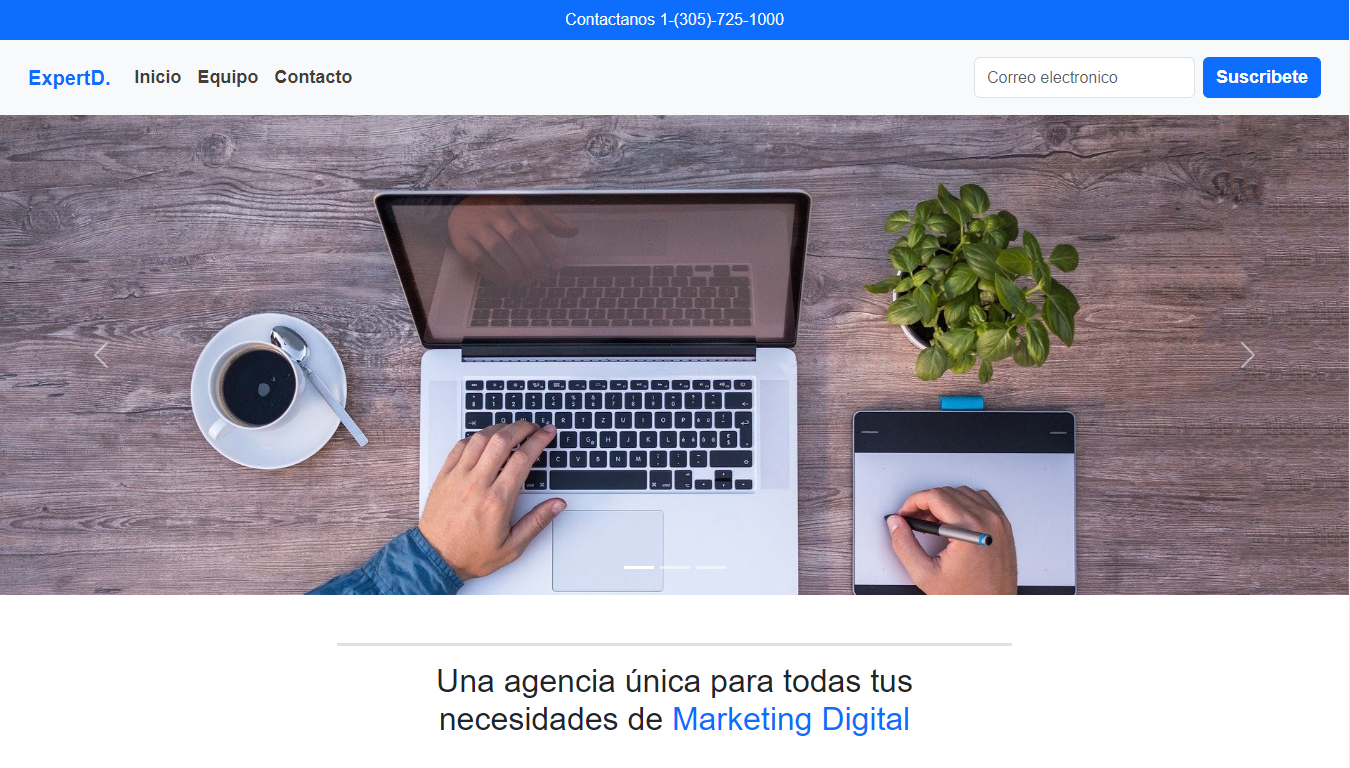 Contactanos 1-(305)-725-1000
ExpertD. Inicio Equipo Contacto Correo electronico Suscribete
Una agencia única para todas tus
necesidades de Marketing Digital